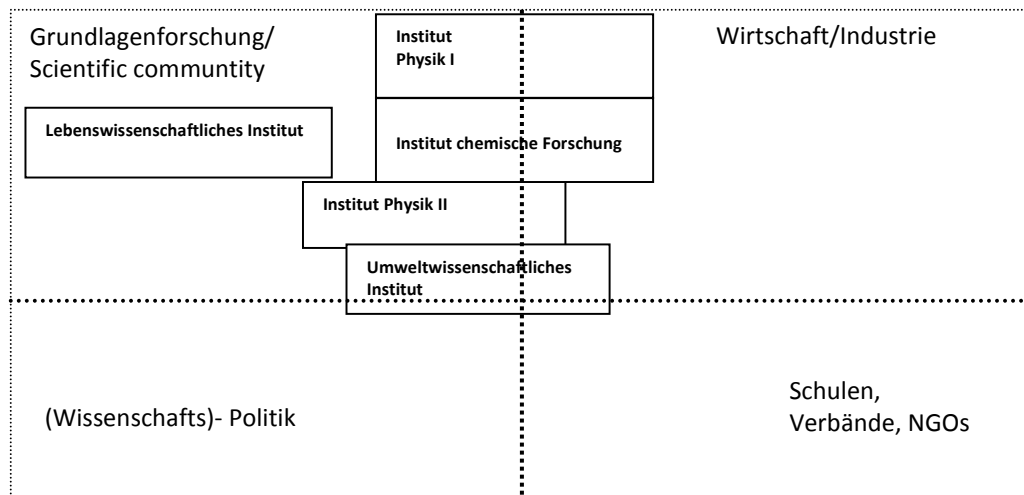 Grundlagenforschung/
Scientific communtity
Institut
Physik I
Wirtschaft/Industrie
Lebenswissenschaftliches Institut
Institut chemische Forschung
Institut Physik II
Umweltwissenschaftliches
Institut
(Wissenschafts)- Politik
Schulen,
Verbände, NGOs